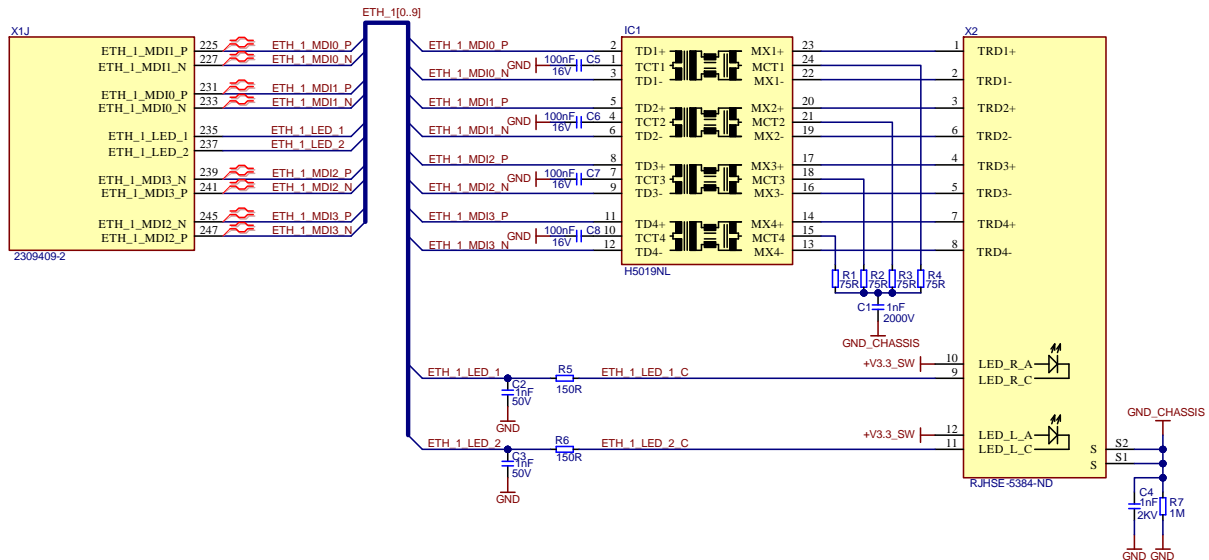 ETH_1[0..9]
X1J
ETH_1_MDI1_P 225 ETH_1_MDI0_P
ETH_1_MDI1_N 227 ETH_1_MDI0_N
ETH_1_MDI0_P 231 ETH_1_MDI1_P
ETH_1_MDI0_N 233 ETH_1_MDI1_N
ETH_1_LED_1 235 ETH_1_LED_1
ETH_1_LED_2 237 ETH_1_LED_2
ETH_1_MDI3_N 239 ETH_1_MDI2_P
ETH_1_MDI3_P 241 ETH_1_MDI2_N
ETH_1_MDI2_N 245 ETH_1_MDI3_P
ETH_1_MDI2_P 247 ETH_1_MDI3_N
2309409-2
IC1
ETH_1_MDI0_P 2 TD1+ MX1+ 23
GND 100nF 16V C5 1 TCT1 MCT1 24
ETH_1_MDI0_N 3 TD1- MX1- 22
ETH_1_MDI1_P 5 TD2+ MX2+ 20
GND 100nF 16V C6 4 TCT2 MCT2 21
ETH_1_MDI1_N 6 TD2- MX2- 19
ETH_1_MDI2_P 8 TD3+ MX3+ 17
GND 100nF 16V C7 7 TCT3 MCT3 18
ETH_1_MDI2_N 9 TD3- MX3- 16
ETH_1_MDI3_P 11 TD4+ MX4+ 14
GND 100nF 16V C8 10 TCT4 MCT4 15
ETH_1_MDI3_N 12 TD4- MX4- 13
H5019NL
R1 R2 R3 R4
75R 75R 75R 75R
C1 1nF
2000V
GND_CHASSIS
X2
1 TRD1+
2 TRD1-
3 TRD2+
6 TRD2-
4 TRD3+
5 TRD3-
7 TRD4+
8 TRD4-
+V3.3_SW 10 LED_R_A
9 LED_R_C
+V3.3_SW 12 LED_L_A
11 LED_L_C
S S2
S S1
RJHSE-5384-ND
ETH_1_LED_1 R5 ETH_1_LED_1_C
C2 150R
1nF
50V
GND
ETH_1_LED_2 R6 ETH_1_LED_2_C
C3 150R
1nF
50V
GND
GND_CHASSIS
C4 R7
1nF 1M
2KV
GND GND